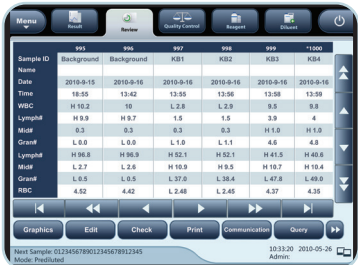 Menu Result Review Quality Control Reagent Diluent
995 996 997 998 999 *1000
Sample ID Background Background KB1 KB2 KB3 KB4
Name
Date 2010-9-15 2010-9-16 2010-9-16 2010-9-16 2010-9-16 2010-9-16
Time 18:55 13:42 13:55 13:56 13:58 13:59
WBC H 10.2 10 L 2.8 L 2.9 9.5 9.8
Lymph# H 9.9 H 9.7 1.5 1.5 3.9 4
Mid# 0.3 0.3 0.3 0.3 H 1.0 H 1.0
Gran# L 0.0 L 0.0 L 1.0 L 1.1 4.6 4.8
Lymph# H 96.8 H 96.9 H 52.1 H 52.1 H 41.5 H 40.6
Mid# L 2.7 L 2.6 H 10.9 H 9.5 H 10.7 H 10.4
Gran# L 0.5 L 0.5 L 37.0 L 38.4 L 47.8 L 49.0
RBC 4.52 4.42 L 2.48 L 2.45 4.37 4.35
Graphics Edit Check Print Communication Query
Next Sample: 01234567890123456789012345 10:33:20 2010-05-26
Mode: Prediluted Admin: